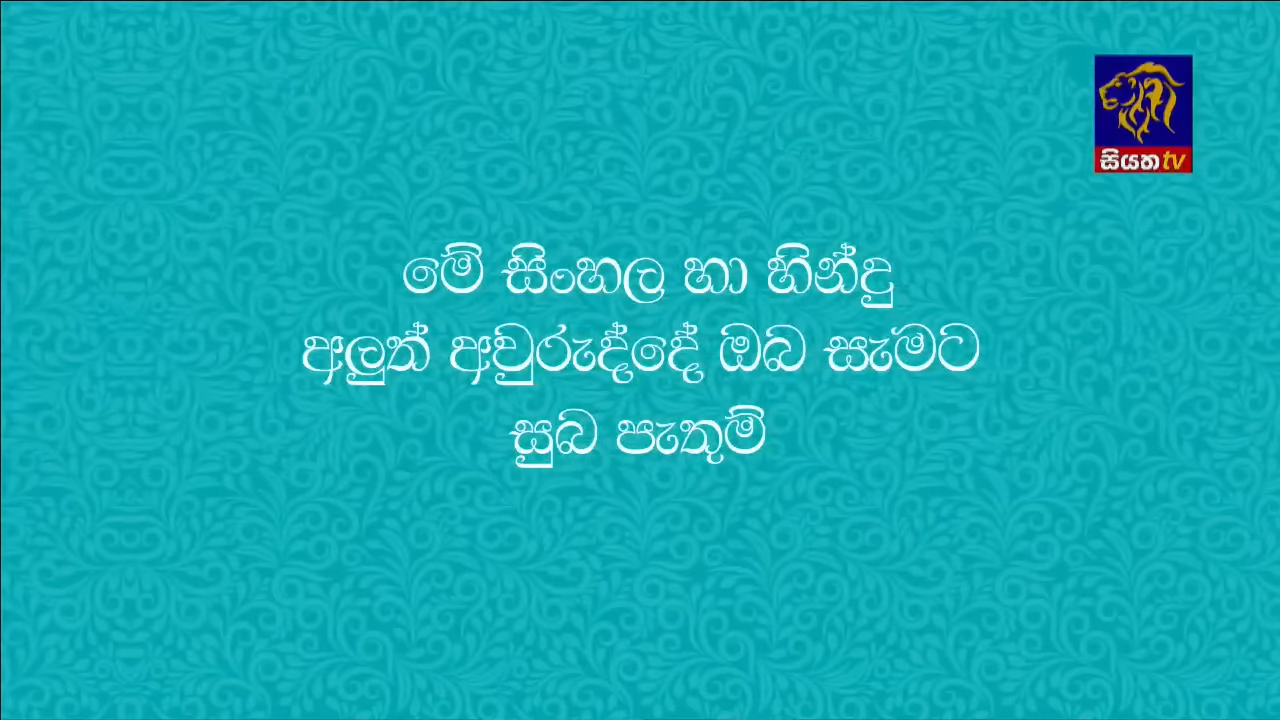 සියත tv
මේ සිංහල හා හින්දු
අලුත් අවුරුද්දේ ඔබ සැමට
සුබ පැතුම්